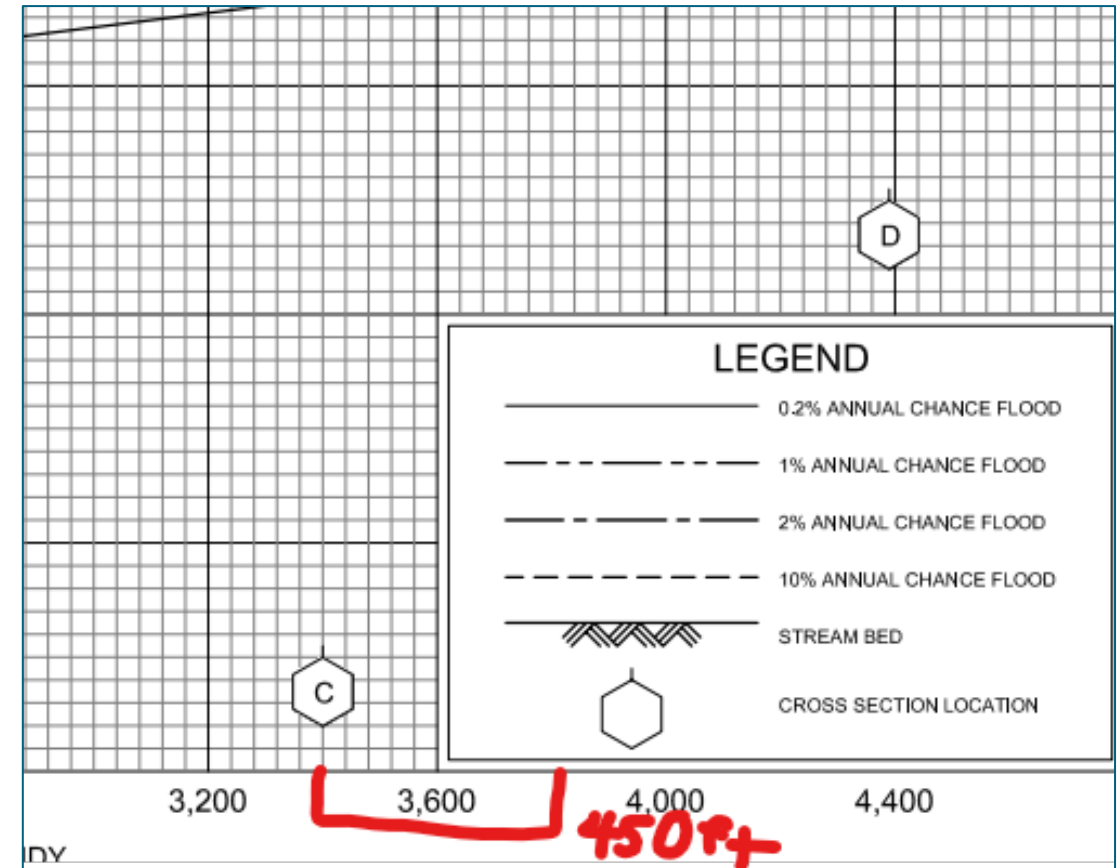 D
LEGEND
0.2% ANNUAL CHANCE FLOOD
1% ANNUAL CHANCE FLOOD
2% ANNUAL CHANCE FLOOD
10% ANNUAL CHANCE FLOOD
STREAM BED
CROSS SECTION LOCATION
C
3,200 3,600 4,000 4,400
450ft